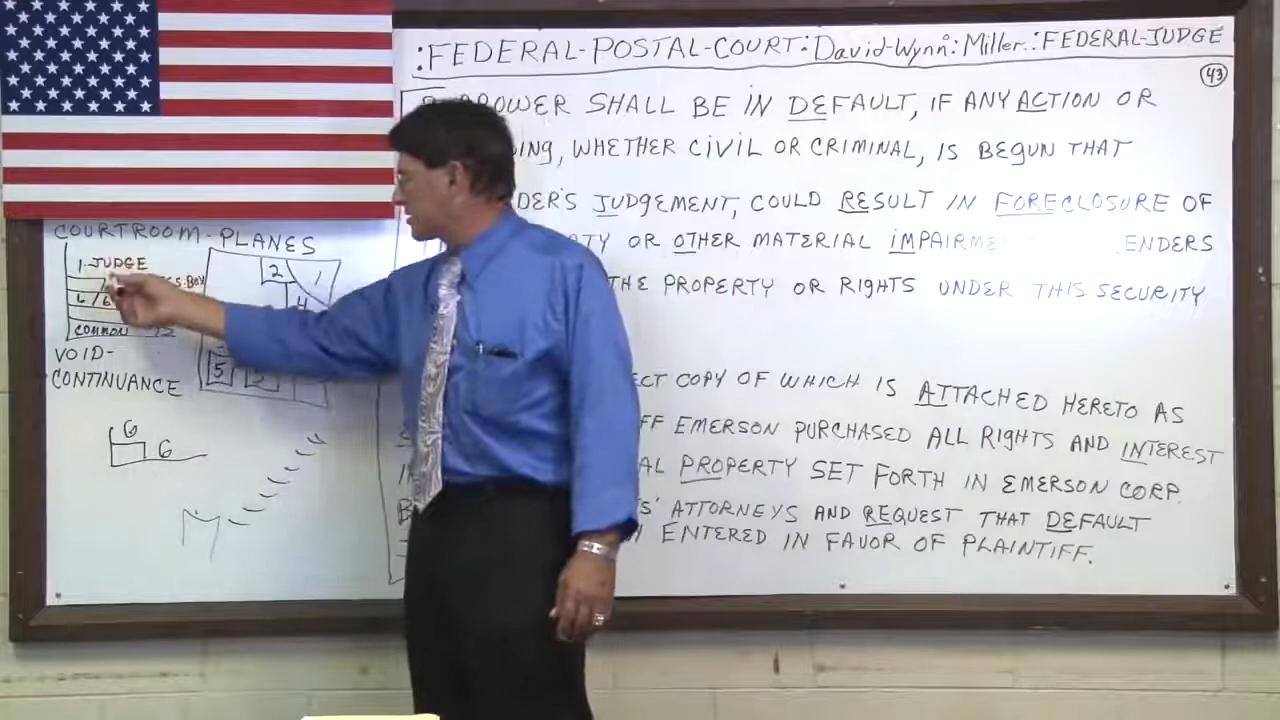 :FEDERAL-POSTAL-COURT: David-Wynn: Miller.: FEDERAL-JUDGE
43
SHALL BE IN DEFAULT, IF ANY ACTION OR
WHETHER CIVIL OR CRIMINAL, IS BEGUN THAT
JUDGEMENT, COULD RESULT IN FORECLOSURE OF
OR OTHER MATERIAL
THE PROPERTY OR RIGHTS UNDER THIS SECURITY
COPY OF WHICH IS ATTACHED HERETO AS
EMERSON PURCHASED ALL RIGHTS AND INTEREST
PROPERTY SET FORTH IN EMERSON CORP.
ATTORNEYS AND REQUEST THAT DEFAULT
ENTERED IN FAVOR OF PLAINTIFF.
COURTROOM-PLANES
1-JUDGE
COMMON 12
VOID-
CONTINUANCE
2
1
4
5
6
6